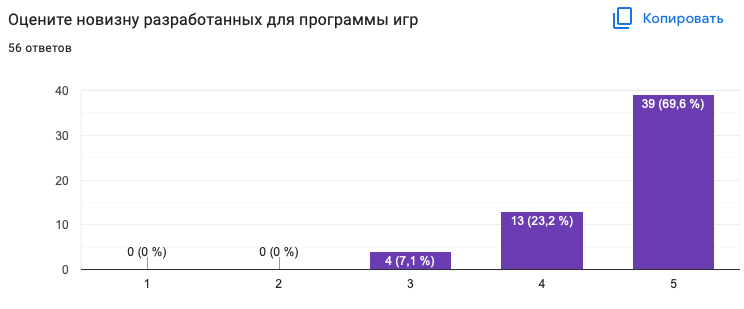 Оцените новизну разработанных для программы игр
Копировать
56 ответов
40
30
20
10
0
0 (0 %)
0 (0 %)
4 (7,1 %)
13 (23,2 %)
39 (69,6 %)
1
2
3
4
5